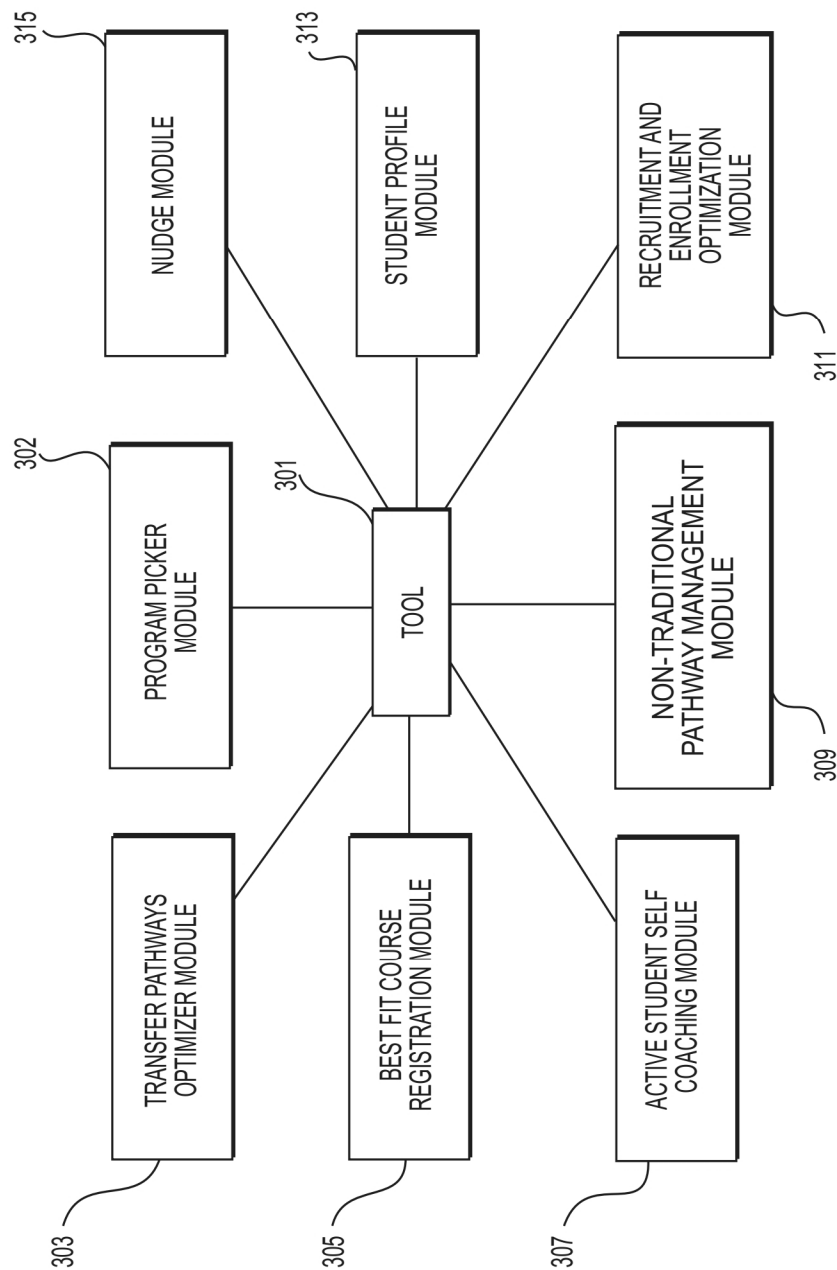 303
TRANSFER PATHWAYS
OPTIMIZER MODULE
302
PROGRAM PICKER
MODULE
315
NUDGE MODULE
305
BEST FIT COURSE
REGISTRATION MODULE
301
TOOL
313
STUDENT PROFILE
MODULE
307
ACTIVE STUDENT SELF
COACHING MODULE
309
NON-TRADITIONAL
PATHWAY MANAGEMENT
MODULE
311
RECRUITMENT AND
ENROLLMENT
OPTIMIZATION
MODULE